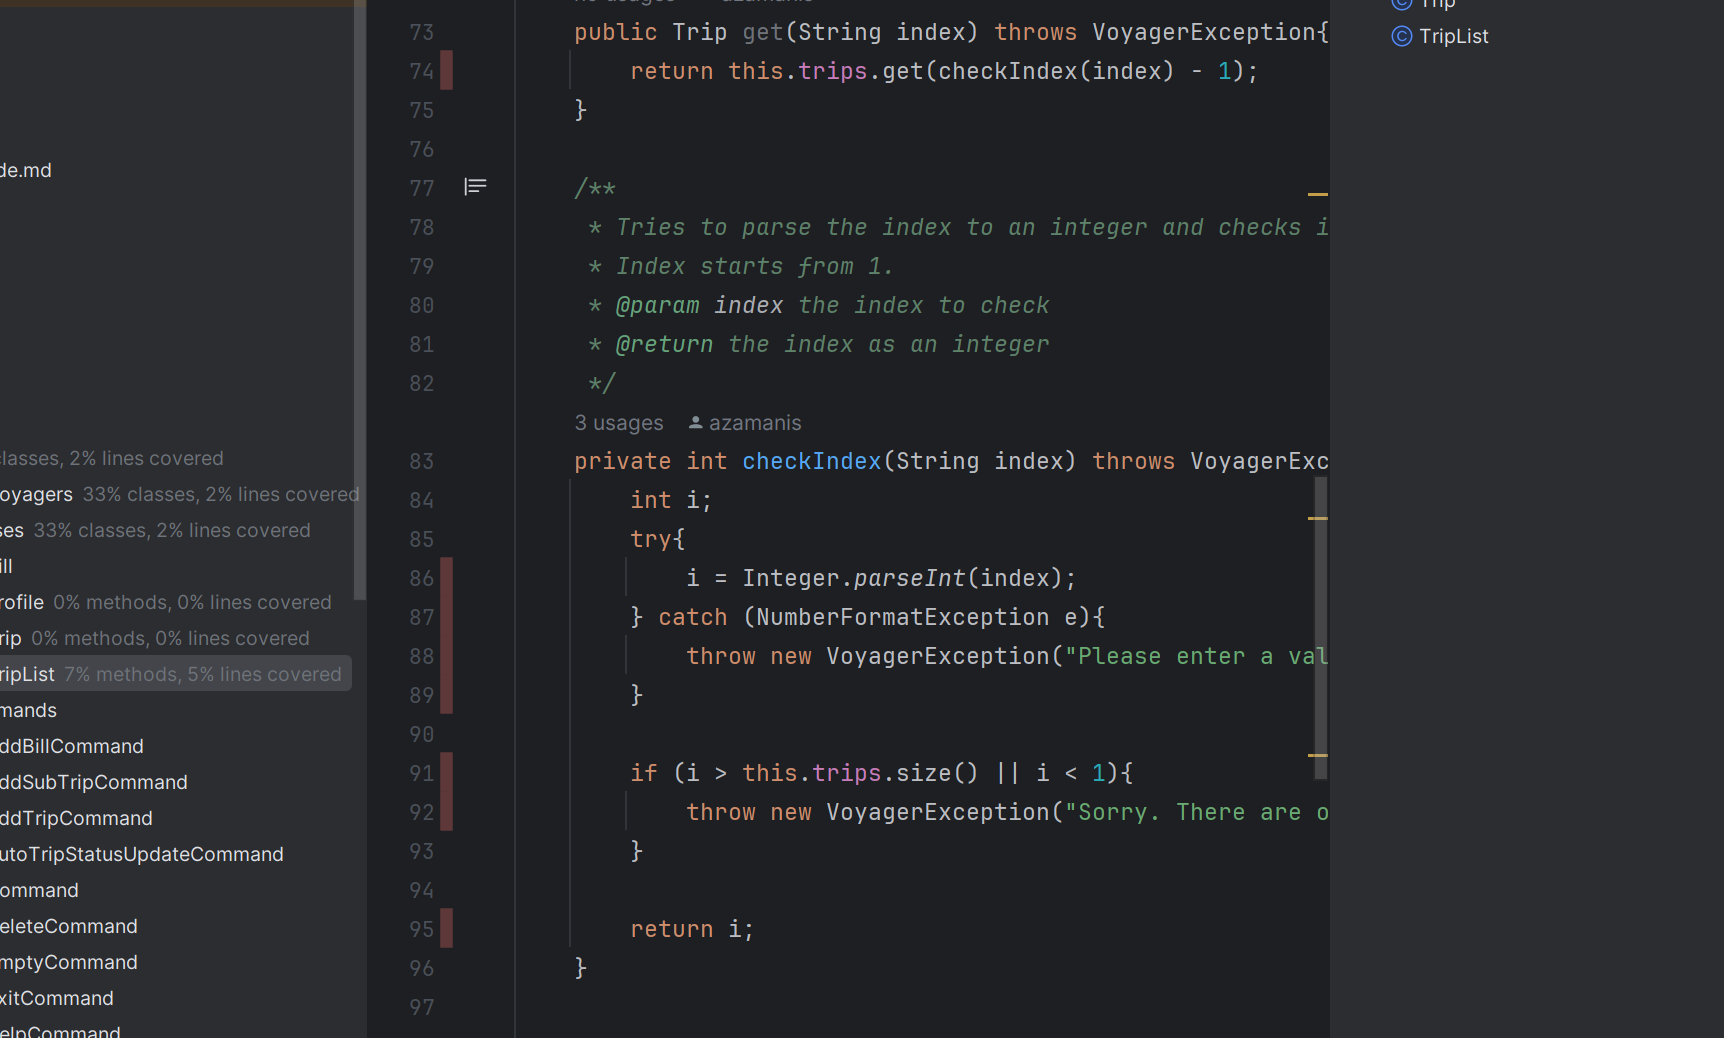 de.md
classes, 2% lines covered
oyagers 33% classes, 2% lines covered
ses 33% classes, 2% lines covered
ill
rofile 0% methods, 0% lines covered
rip 0% methods, 0% lines covered
ripList 7% methods, 5% lines covered
mands
ddBillCommand
ddSubTripCommand
ddTripCommand
utoTripStatusUpdateCommand
ommand
eleteCommand
mptyCommand
xitCommand
elpCommand
no usages azamanis
73 public Trip get(String index) throws VoyagerException{
74 return this.trips.get(checkIndex(index) - 1);
75 }
76
77 /**
78 * Tries to parse the index to an integer and checks i
79 * Index starts from 1.
80 * @param index the index to check
81 * @return the index as an integer
82 */
3 usages azamanis
83 private int checkIndex(String index) throws VoyagerExc
84 int i;
85 try{
86 i = Integer.parseInt(index);
87 } catch (NumberFormatException e){
88 throw new VoyagerException("Please enter a val
89 }
90
91 if (i > this.trips.size() || i < 1){
92 throw new VoyagerException("Sorry. There are o
93 }
94
95 return i;
96 }
97
Trip
TripList